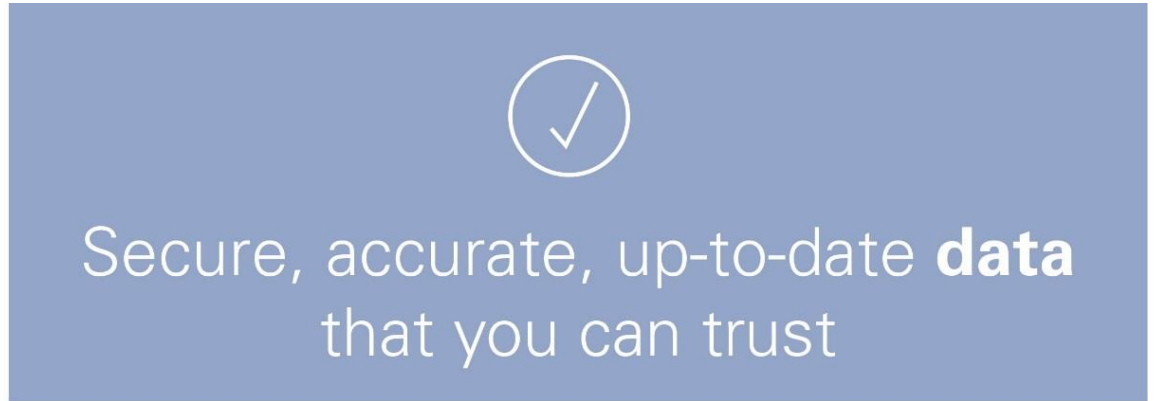 Secure, accurate, up-to-date data
that you can trust